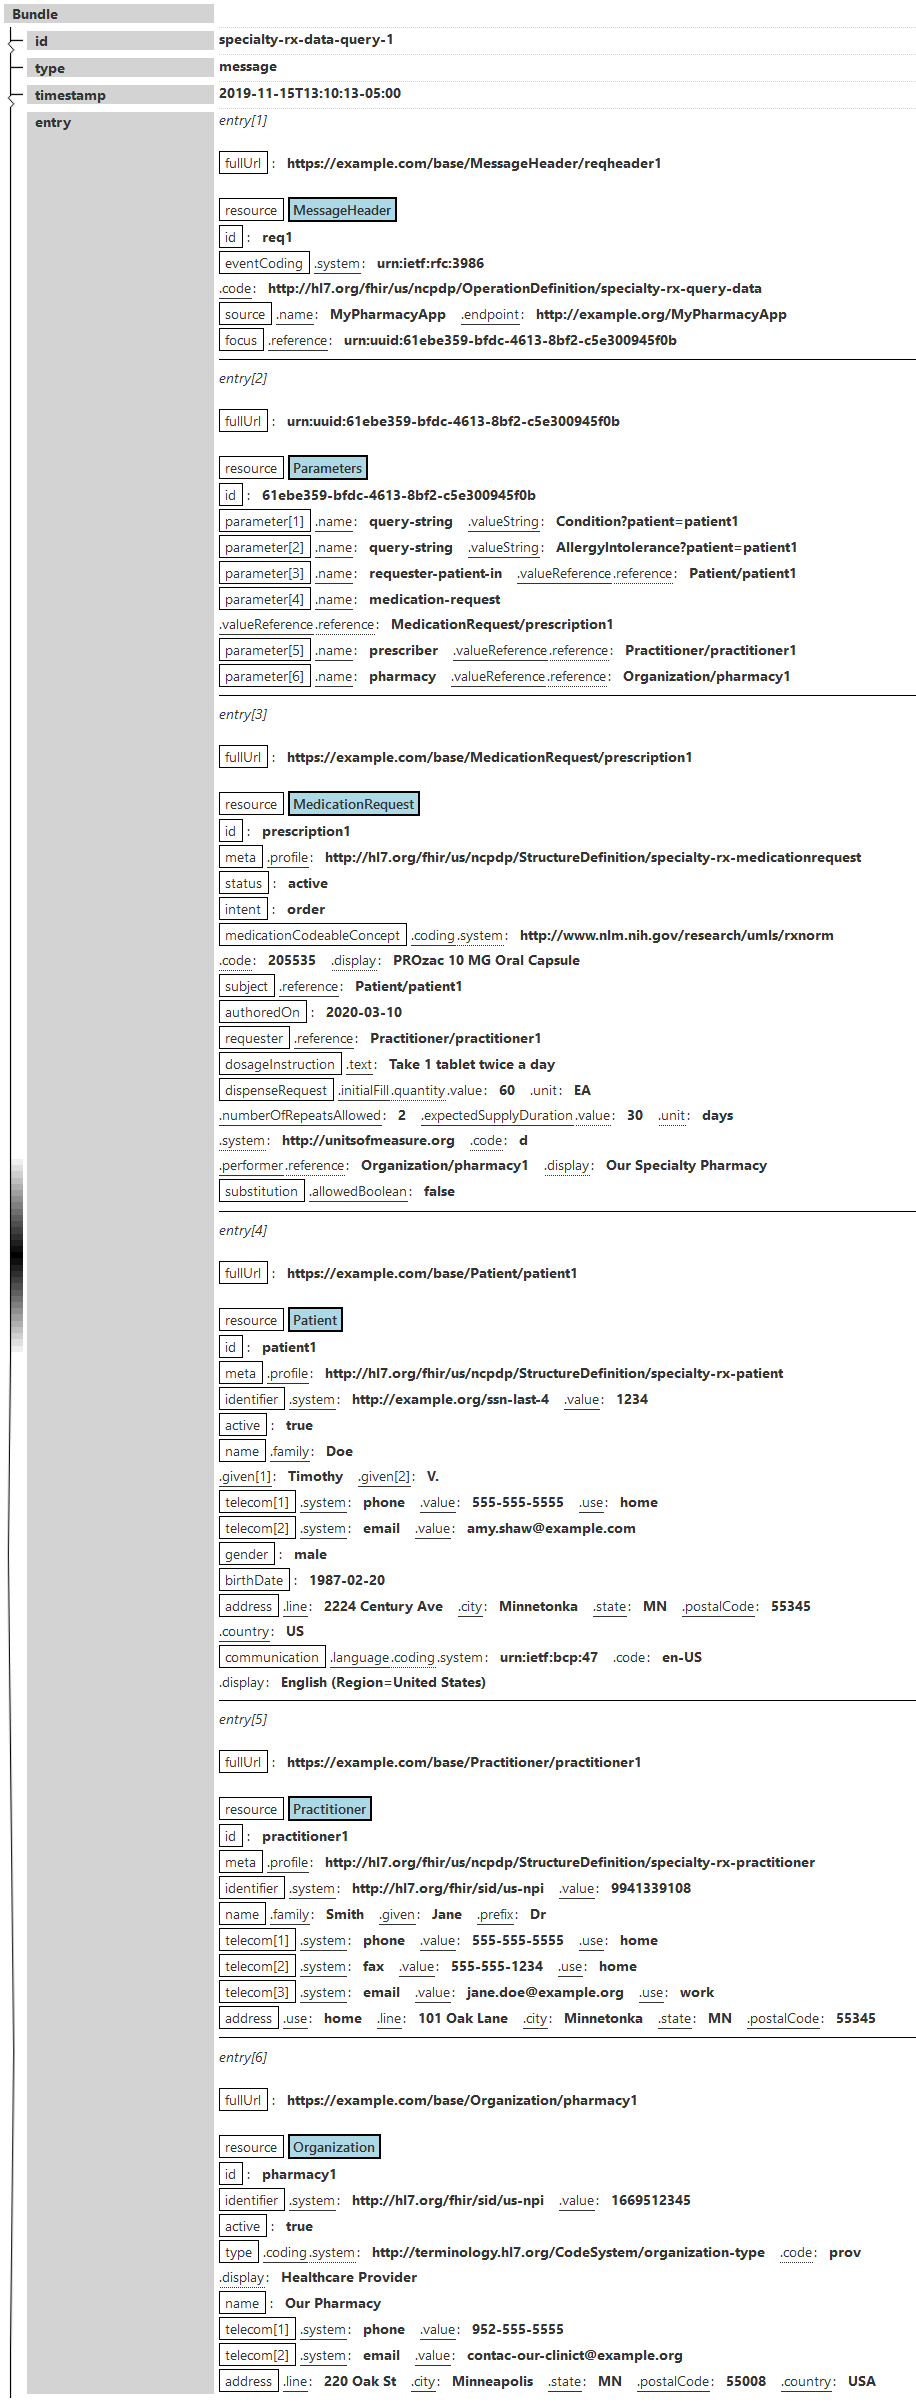 Bundle
id specialty-rx-data-query-1
type message
timestamp 2019-11-15T13:10:13-05:00
entry entry[1]
fullUrl : https://example.com/base/MessageHeader/reqheader1
resource MessageHeader
id : req1
eventCoding .system: urn:ietf:rfc:3986
.code: http://hl7.org/fhir/us/ncpdp/OperationDefinition/specialty-rx-query-data
source .name: MyPharmacyApp .endpoint: http://example.org/MyPharmacyApp
focus .reference: urn:uuid:61ebe359-bfdc-4613-8bf2-c5e300945f0b
entry[2]
fullUrl : urn:uuid:61ebe359-bfdc-4613-8bf2-c5e300945f0b
resource Parameters
id : 61ebe359-bfdc-4613-8bf2-c5e300945f0b
parameter[1] .name: query-string .valueString: Condition?patient=patient1
parameter[2] .name: query-string .valueString: AllergyIntolerance?patient=patient1
parameter[3] .name: requester-patient-in .valueReference.reference: Patient/patient1
parameter[4] .name: medication-request
.valueReference.reference: MedicationRequest/prescription1
parameter[5] .name: prescriber .valueReference.reference: Practitioner/practitioner1
parameter[6] .name: pharmacy .valueReference.reference: Organization/pharmacy1
entry[3]
fullUrl : https://example.com/base/MedicationRequest/prescription1
resource MedicationRequest
id : prescription1
meta .profile: http://hl7.org/fhir/us/ncpdp/StructureDefinition/specialty-rx-medicationrequest
status : active
intent : order
medicationCodeableConcept .coding.system: http://www.nlm.nih.gov/research/umls/rxnorm
.code: 205535 .display: PROzac 10 MG Oral Capsule
subject .reference: Patient/patient1
authoredOn : 2020-03-10
requester .reference: Practitioner/practitioner1
dosageInstruction .text: Take 1 tablet twice a day
dispenseRequest .initialFill.quantity.value: 60 .unit: EA
.numberOfRepeatsAllowed: 2 .expectedSupplyDuration.value: 30 .unit: days
.system: http://unitsofmeasure.org .code: d
.performer.reference: Organization/pharmacy1 .display: Our Specialty Pharmacy
substitution .allowedBoolean: false
entry[4]
fullUrl : https://example.com/base/Patient/patient1
resource Patient
id : patient1
meta .profile: http://hl7.org/fhir/us/ncpdp/StructureDefinition/specialty-rx-patient
identifier .system: http://example.org/ssn-last-4 .value: 1234
active : true
name .family: Doe
.given[1]: Timothy .given[2]: V.
telecom[1] .system: phone .value: 555-555-5555 .use: home
telecom[2] .system: email .value: amy.shaw@example.com
gender : male
birthDate : 1987-02-20
address .line: 2224 Century Ave .city: Minnetonka .state: MN .postalCode: 55345
.country: US
communication .language.coding.system: urn:ietf:bcp:47 .code: en-US
.display: English (Region=United States)
entry[5]
fullUrl : https://example.com/base/Practitioner/practitioner1
resource Practitioner
id : practitioner1
meta .profile: http://hl7.org/fhir/us/ncpdp/StructureDefinition/specialty-rx-practitioner
identifier .system: http://hl7.org/fhir/sid/us-npi .value: 9941339108
name .family: Smith .given: Jane .prefix: Dr
telecom[1] .system: phone .value: 555-555-5555 .use: home
telecom[2] .system: fax .value: 555-555-1234 .use: home
telecom[3] .system: email .value: jane.doe@example.org .use: work
address .use: home .line: 101 Oak Lane .city: Minnetonka .state: MN .postalCode: 55345
entry[6]
fullUrl : https://example.com/base/Organization/pharmacy1
resource Organization
id : pharmacy1
identifier .system: http://hl7.org/fhir/sid/us-npi .value: 1669512345
active : true
type .coding.system: http://terminology.hl7.org/CodeSystem/organization-type .code: prov
.display: Healthcare Provider
name : Our Pharmacy
telecom[1] .system: phone .value: 952-555-5555
telecom[2] .system: email .value: contac-our-clinict@example.org
address .line: 220 Oak St .city: Minneapolis .state: MN .postalCode: 55008 .country: USA